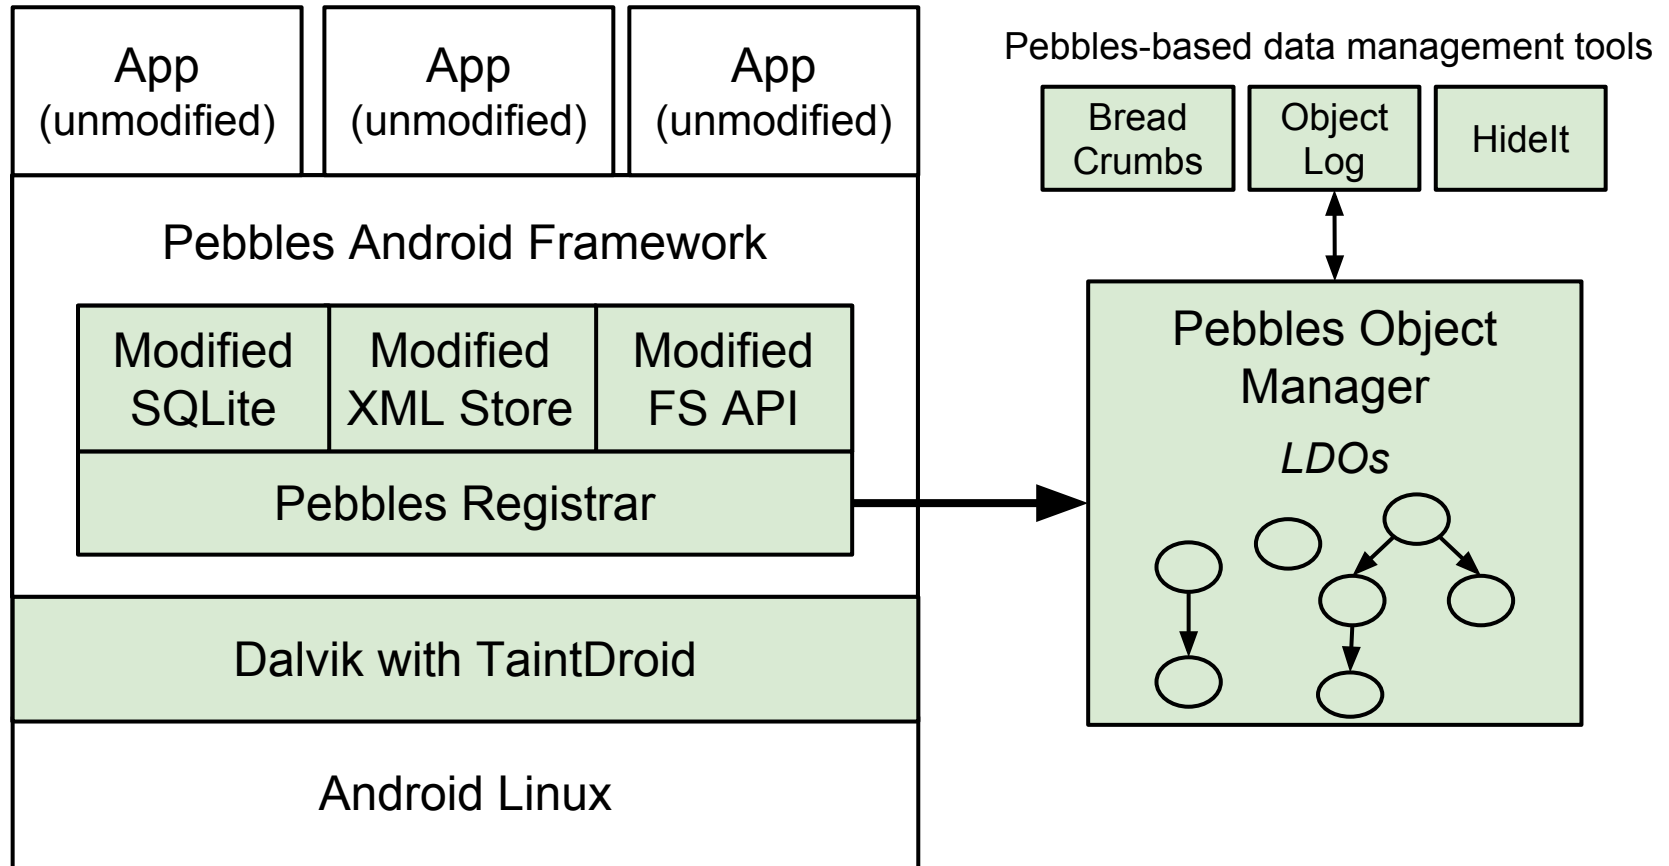 App
(unmodified)
App
(unmodified)
App
(unmodified)
Pebbles Android Framework
Modified
SQLite
Modified
XML Store
Modified
FS API
Pebbles Registrar
Dalvik with TaintDroid
Android Linux
Pebbles-based data management tools
Bread
Crumbs
Object
Log
HideIt
Pebbles Object
Manager
LDOs